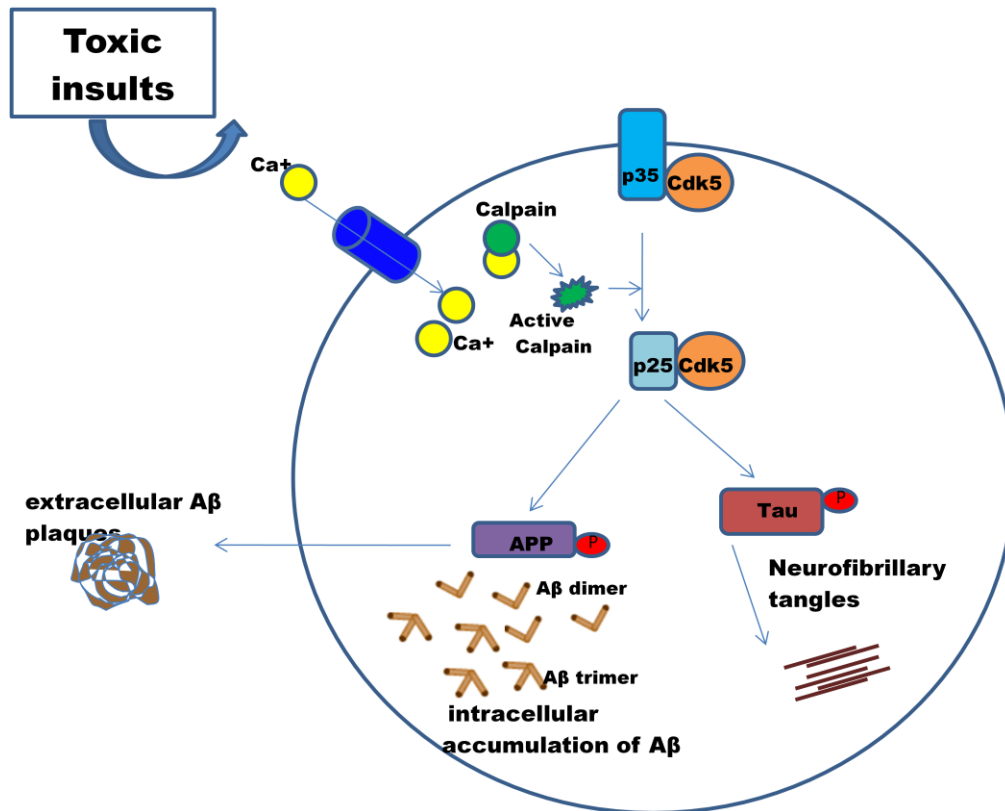 Toxic
insults
Ca+
p35
Cdk5
Calpain
Ca+
Active
Calpain
p25
Cdk5
extracellular Aβ
plaques
APP
P
Tau
P
Aβ dimer
Neurofibrillary
tangles
Aβ trimer
intracellular
accumulation of Aβ